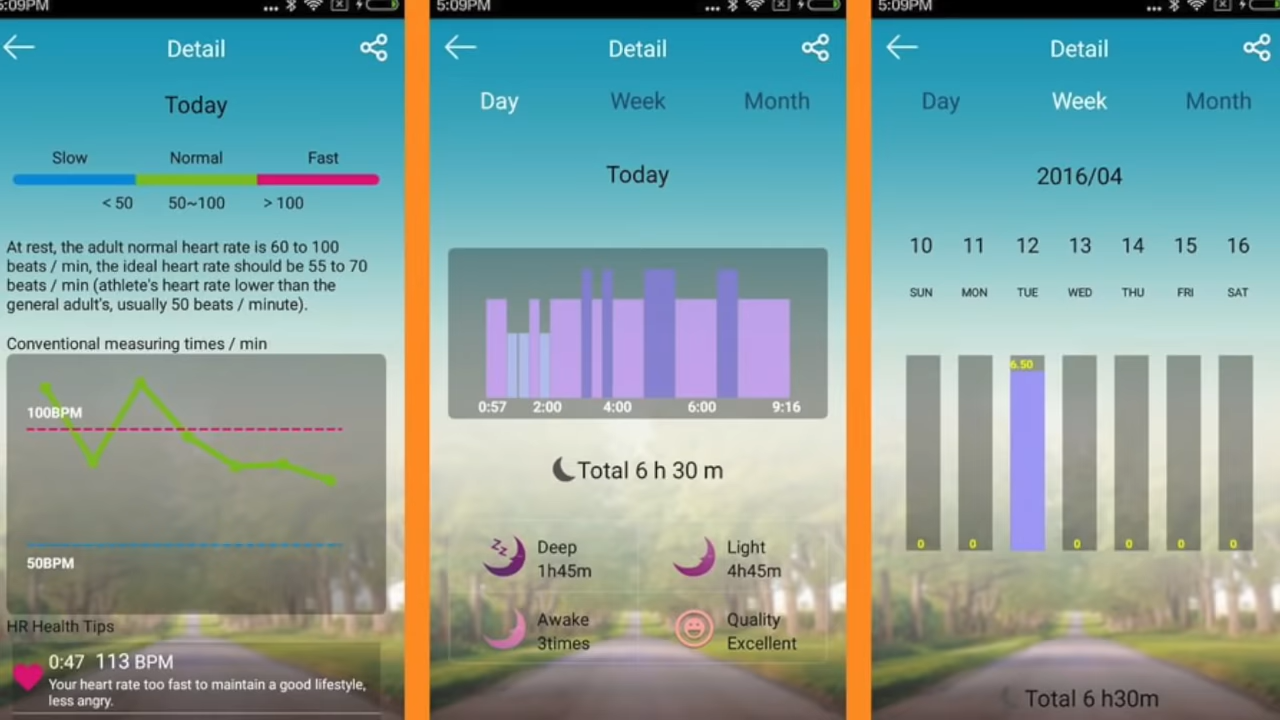 5:09PM
Detail
Today
Slow Normal Fast
< 50 50~100 > 100
At rest, the adult normal heart rate is 60 to 100
beats / min, the ideal heart rate should be 55 to 70
beats / min (athlete's heart rate lower than the
general adult's, usually 50 beats / minute).
Conventional measuring times / min
100BPM
50BPM
HR Health Tips
0:47 113 BPM
Your heart rate too fast to maintain a good lifestyle,
less angry.
5:09PM
Detail
Day Week Month
Today
0:57 2:00 4:00 6:00 9:16
Total 6 h 30 m
Deep Light
1h45m 4h45m
Awake Quality
3times Excellent
5:09PM
Detail
Day Week Month
2016/04
10 11 12 13 14 15 16
SUN MON TUE WED THU FRI SAT
6.50
0 0 0 0 0 0
Total 6 h30m